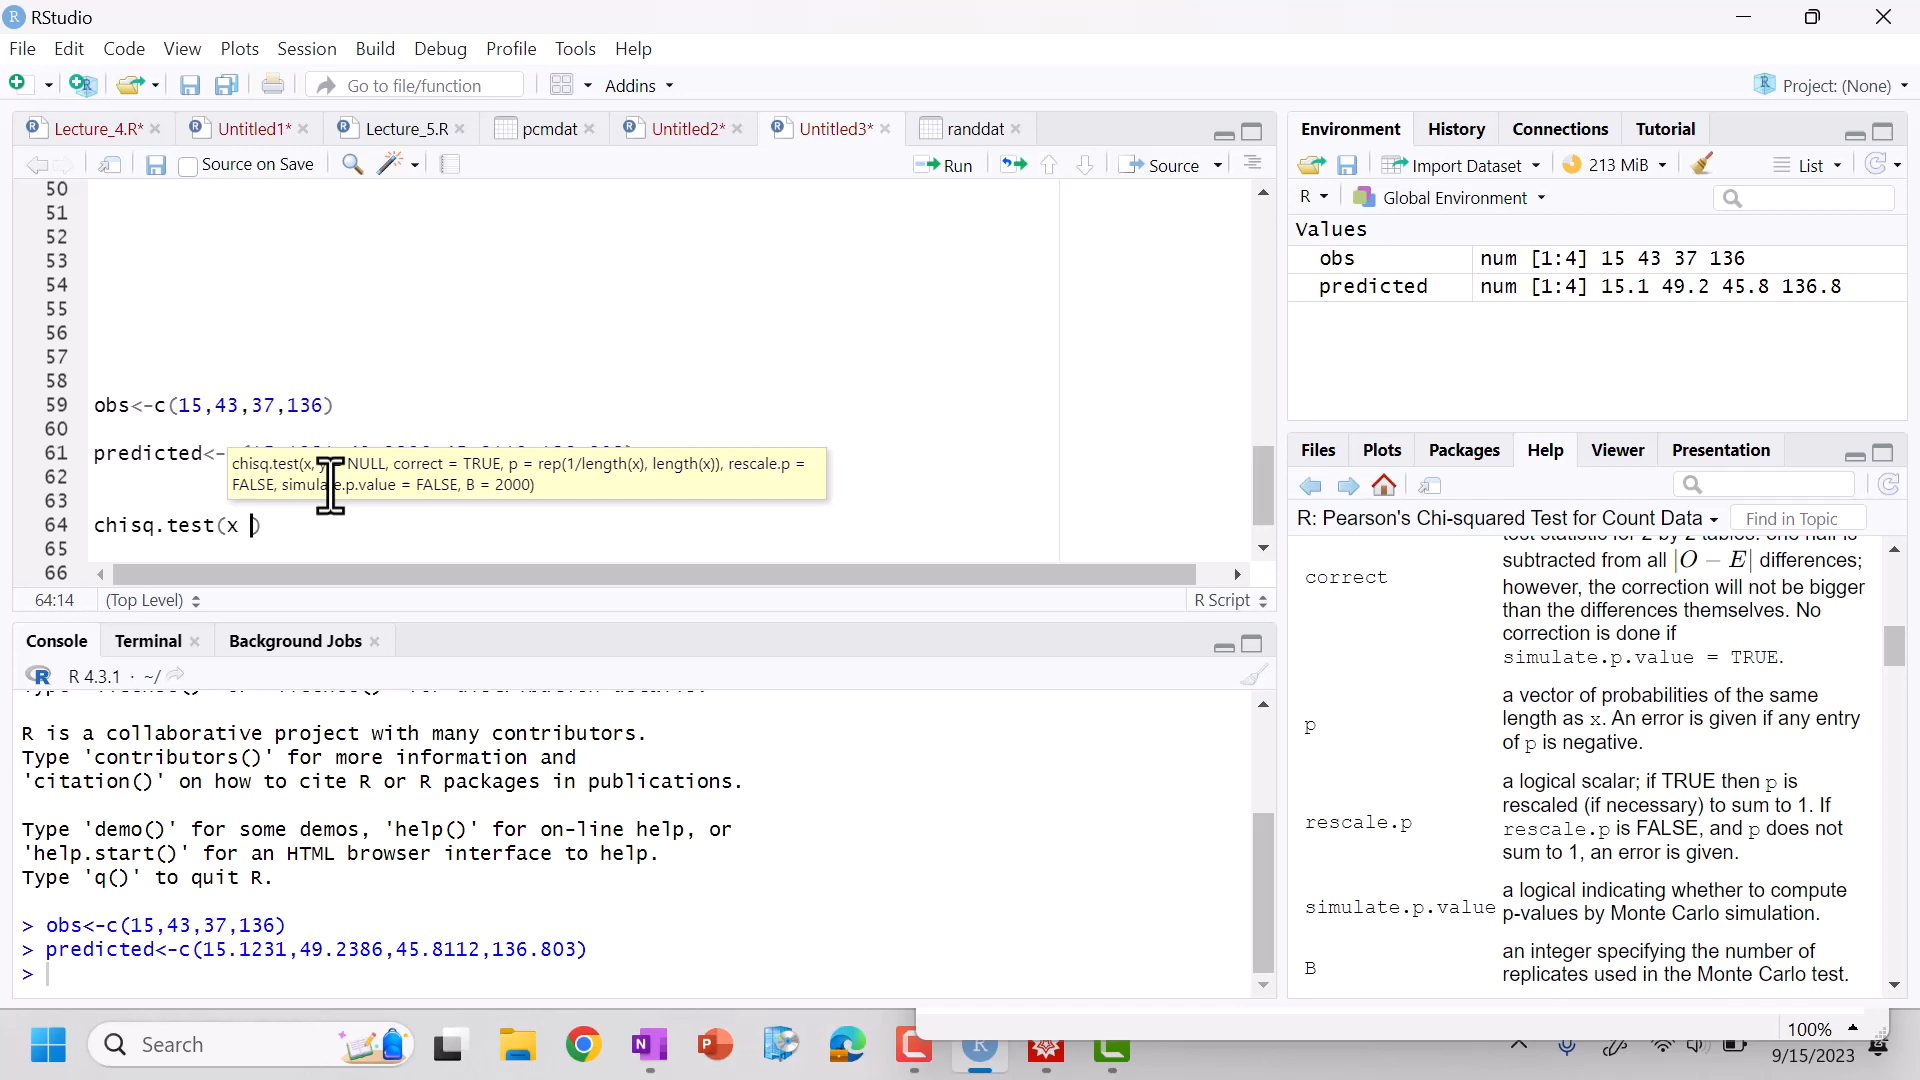 RStudio
File Edit Code View Plots Session Build Debug Profile Tools Help
Go to file/function Addins Project: (None)
Lecture_4.R* Untitled1* Lecture_5.R pcmdat Untitled2* Untitled3* randdat
Source on Save Run Source
50
51
52
53
54
55
56
57
58
59 obs<-c(15,43,37,136)
60
61 predicted<-
chisq.test(x, NULL, correct = TRUE, p = rep(1/length(x), length(x)), rescale.p =
FALSE, simulate.p.value = FALSE, B = 2000)
62
63
64 chisq.test(x )
65
66
64:14 (Top Level) R Script
Console Terminal Background Jobs
R 4.3.1 · ~/
R is a collaborative project with many contributors.
Type 'contributors()' for more information and
'citation()' on how to cite R or R packages in publications.
Type 'demo()' for some demos, 'help()' for on-line help, or
'help.start()' for an HTML browser interface to help.
Type 'q()' to quit R.
> obs<-c(15,43,37,136)
> predicted<-c(15.1231,49.2386,45.8112,136.803)
>
Environment History Connections Tutorial
Import Dataset 213 MiB List
R Global Environment
Values
obs num [1:4] 15 43 37 136
predicted num [1:4] 15.1 49.2 45.8 136.8
Files Plots Packages Help Viewer Presentation
R: Pearson's Chi-squared Test for Count Data Find in Topic
subtracted from all |O − E| differences;
correct
however, the correction will not be bigger
than the differences themselves. No
correction is done if
simulate.p.value = TRUE.
a vector of probabilities of the same
p length as x. An error is given if any entry
of p is negative.
a logical scalar; if TRUE then p is
rescaled (if necessary) to sum to 1. If
rescale.p rescale.p is FALSE, and p does not
sum to 1, an error is given.
a logical indicating whether to compute
simulate.p.value p-values by Monte Carlo simulation.
an integer specifying the number of
B replicates used in the Monte Carlo test.
100%
Search
9/15/2023